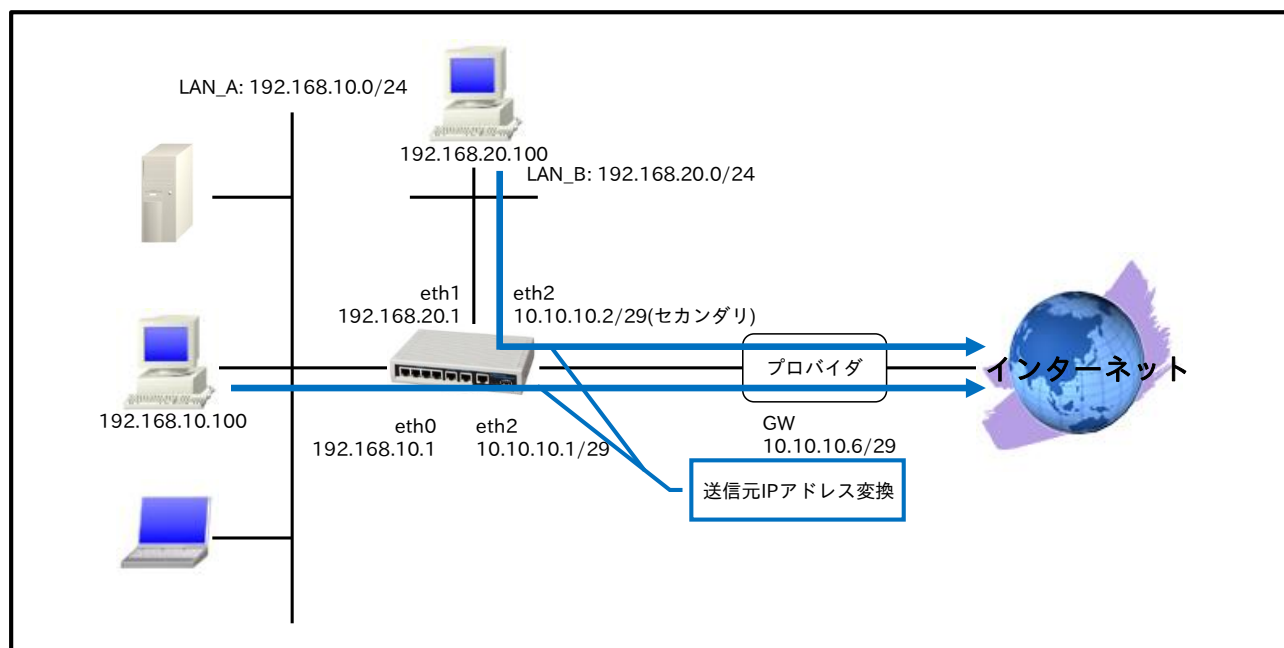 LAN_A: 192.168.10.0/24
192.168.20.100
LAN_B: 192.168.20.0/24
eth1
192.168.20.1
eth2
10.10.10.2/29(セカンダリ)
プロバイダ
インターネット
192.168.10.100
eth0
192.168.10.1
eth2
10.10.10.1/29
GW
10.10.10.6/29
送信元IPアドレス変換